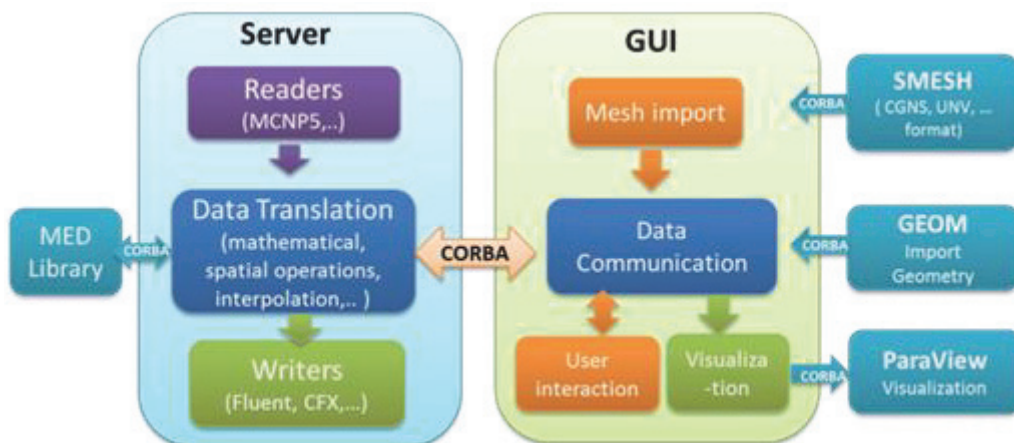 Server
Readers
(MCNP5,..)
Data Translation
(mathematical,
spatial operations,
interpolation,.. )
Writers
(Fluent, CFX,...)
MED
Library
CORBA
CORBA
GUI
Mesh import
Data
Communication
User
interaction
Visualiza
-tion
CORBA
SMESH
( CGNS, UNV, ...
format)
CORBA
GEOM
Import
Geometry
CORBA
ParaView
Visualization